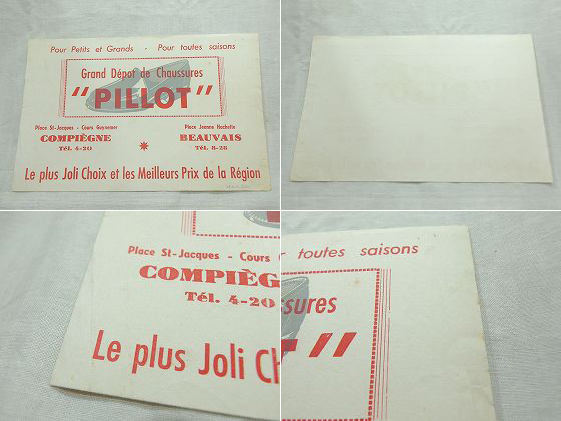 Pour Petits et Grands - Pour toutes saisons
Grand Dépôt de Chaussures
"PILLOT"
Place St-Jacques - Cours Guynemer
COMPIÈGNE
Tél. 4-20
Place Jeanne Hachette
BEAUVAIS
Tél. 8-28
Le plus Joli Choix et les Meilleurs Prix de la Région
Place St-Jacques - Cours
COMPIÈG
Tél. 4-20
Le plus Joli Ch
r toutes saisons
ssures
T"